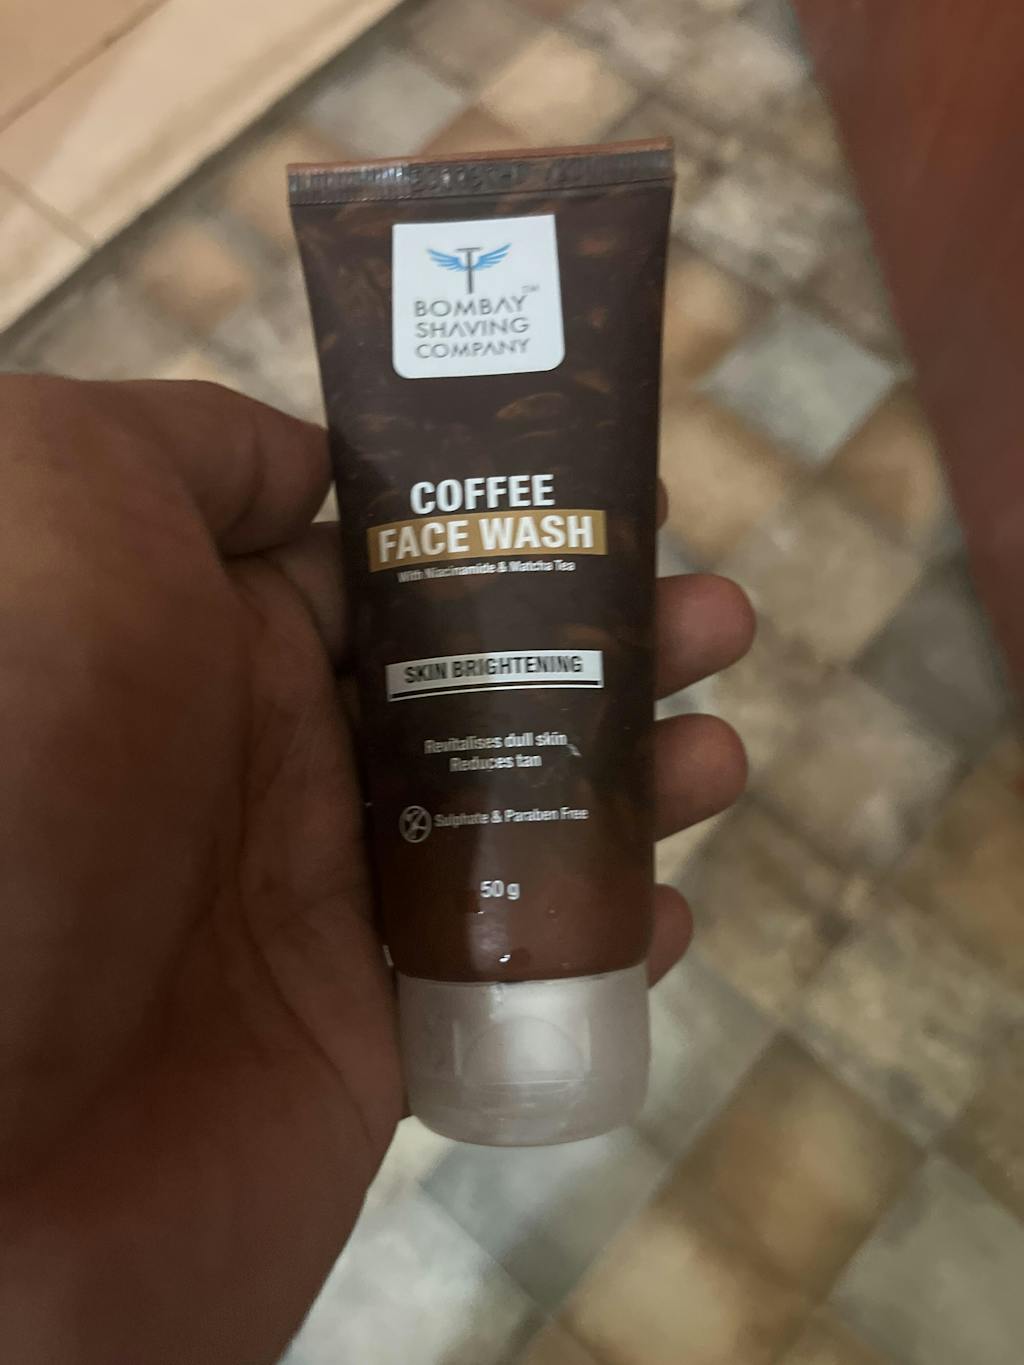 BOMBAY™
SHAVING
COMPANY
COFFEE
FACE WASH
With Niacinamide & Matcha Tea
SKIN BRIGHTENING
Revitalises dull skin
Reduces tan
Sulphate & Paraben Free
50 g